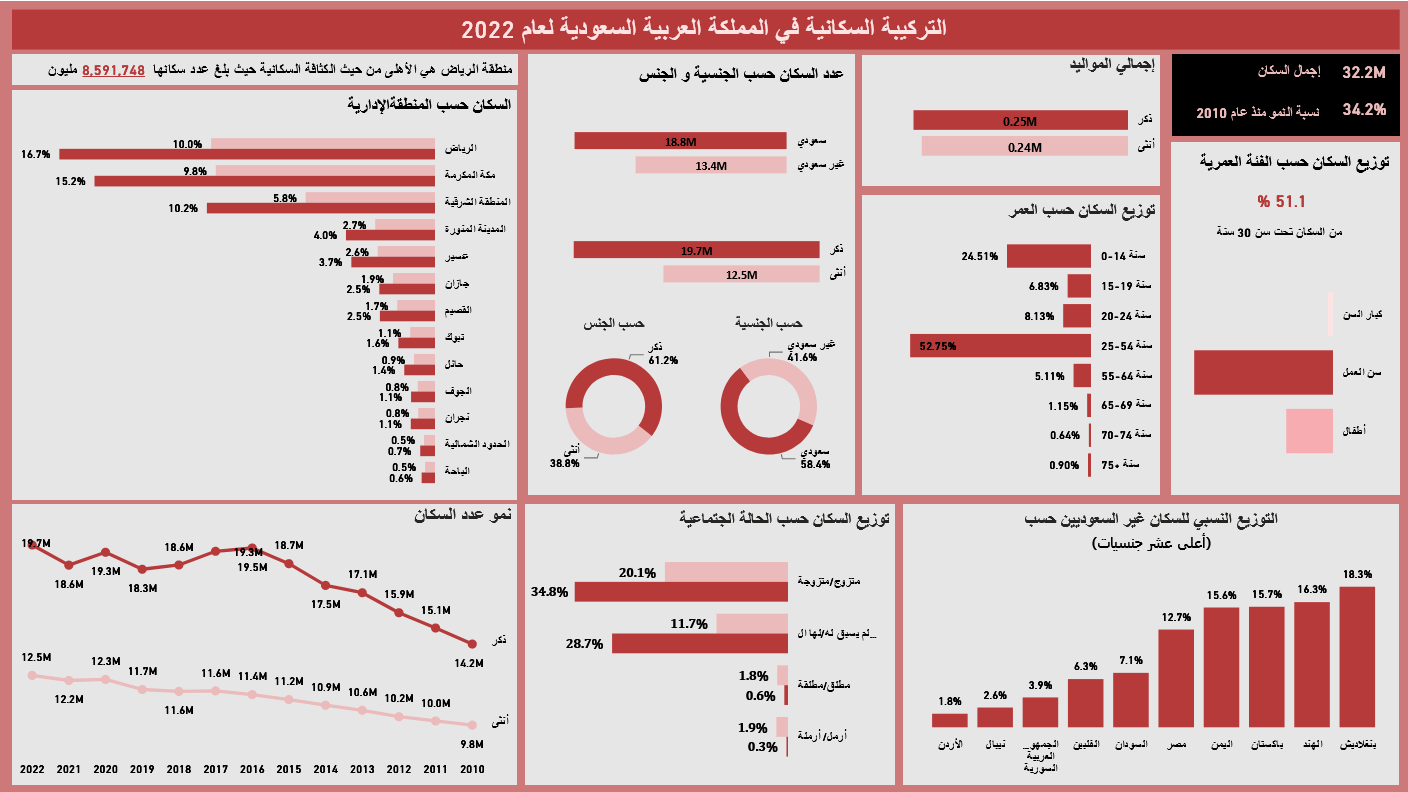 التركيبة السكانية في المملكة العربية السعودية لعام 2022
32.2M إجمال السكان
34.2% نسبة النمو منذ عام 2010
توزيع السكان حسب الفئة العمرية
% 51.1
من السكان تحت سن 30 سنة
كبار السن
سن العمل
أطفال
إجمالي المواليد
ذكر 0.25M
أنثى 0.24M
توزيع السكان حسب العمر
0-14 سنة 24.51%
15-19 سنة 6.83%
20-24 سنة 8.13%
25-54 سنة 52.75%
55-64 سنة 5.11%
65-69 سنة 1.15%
70-74 سنة 0.64%
75+ سنة 0.90%
عدد السكان حسب الجنسية و الجنس
سعودي 18.8M
غير سعودي 13.4M
ذكر 19.7M
أنثى 12.5M
حسب الجنسية
غير سعودي
41.6%
سعودي
58.4%
حسب الجنس
ذكر
61.2%
أنثى
38.8%
منطقة الرياض هي الأهلى من حيث الكثافة السكانية حيث بلغ عدد سكانها 8,591,748 مليون
السكان حسب المنطقةالإدارية
الرياض 10.0% 16.7%
مكة المكرمة 9.8% 15.2%
المنطقة الشرقية 5.8% 10.2%
المدينة المنورة 2.7% 4.0%
عسير 2.6% 3.7%
جازان 1.9% 2.5%
القصيم 1.7% 2.5%
تبوك 1.1% 1.6%
حائل 0.9% 1.4%
الجوف 0.8% 1.1%
نجران 0.8% 1.1%
الحدود الشمالية 0.5% 0.7%
الباحة 0.5% 0.6%
التوزيع النسبي للسكان غير السعوديين حسب
(أعلى عشر جنسيات)
18.3% 16.3% 15.7% 15.6% 12.7% 7.1% 6.3% 3.9% 2.6% 1.8%
بنغلاديش الهند باكستان اليمن مصر السودان الفلبين الجمهو... نيبال الأردن
العربية
السورية
توزيع السكان حسب الحالة الجتماعية
متزوج/متزوجة 20.1% 34.8%
لم يسبق له/لها ال... 11.7% 28.7%
مطلق/مطلقة 1.8% 0.6%
أرمل/ أرملة 1.9% 0.3%
نمو عدد السكان
19.7M 18.6M 19.3M 18.3M 18.6M 19.3M 19.5M 18.7M 17.5M 17.1M 15.9M 15.1M 14.2M
ذكر
12.5M 12.2M 12.3M 11.7M 11.6M 11.6M 11.4M 11.2M 10.9M 10.6M 10.2M 10.0M 9.8M
أنثى
2022 2021 2020 2019 2018 2017 2016 2015 2014 2013 2012 2011 2010